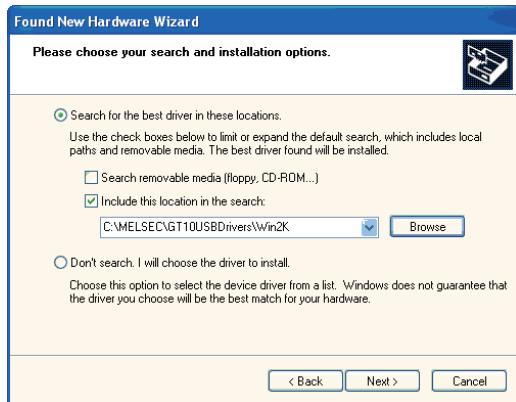 Found New Hardware Wizard
Please choose your search and installation options.
Search for the best driver in these locations.
Use the check boxes below to limit or expand the default search, which includes local
paths and removable media. The best driver found will be installed.
Search removable media (floppy, CD-ROM...)
Include this location in the search:
C:\MELSEC\GT10USBDrivers\Win2K
Browse
Don't search. I will choose the driver to install.
Choose this option to select the device driver from a list. Windows does not guarantee that
the driver you choose will be the best match for your hardware.
< Back Next > Cancel